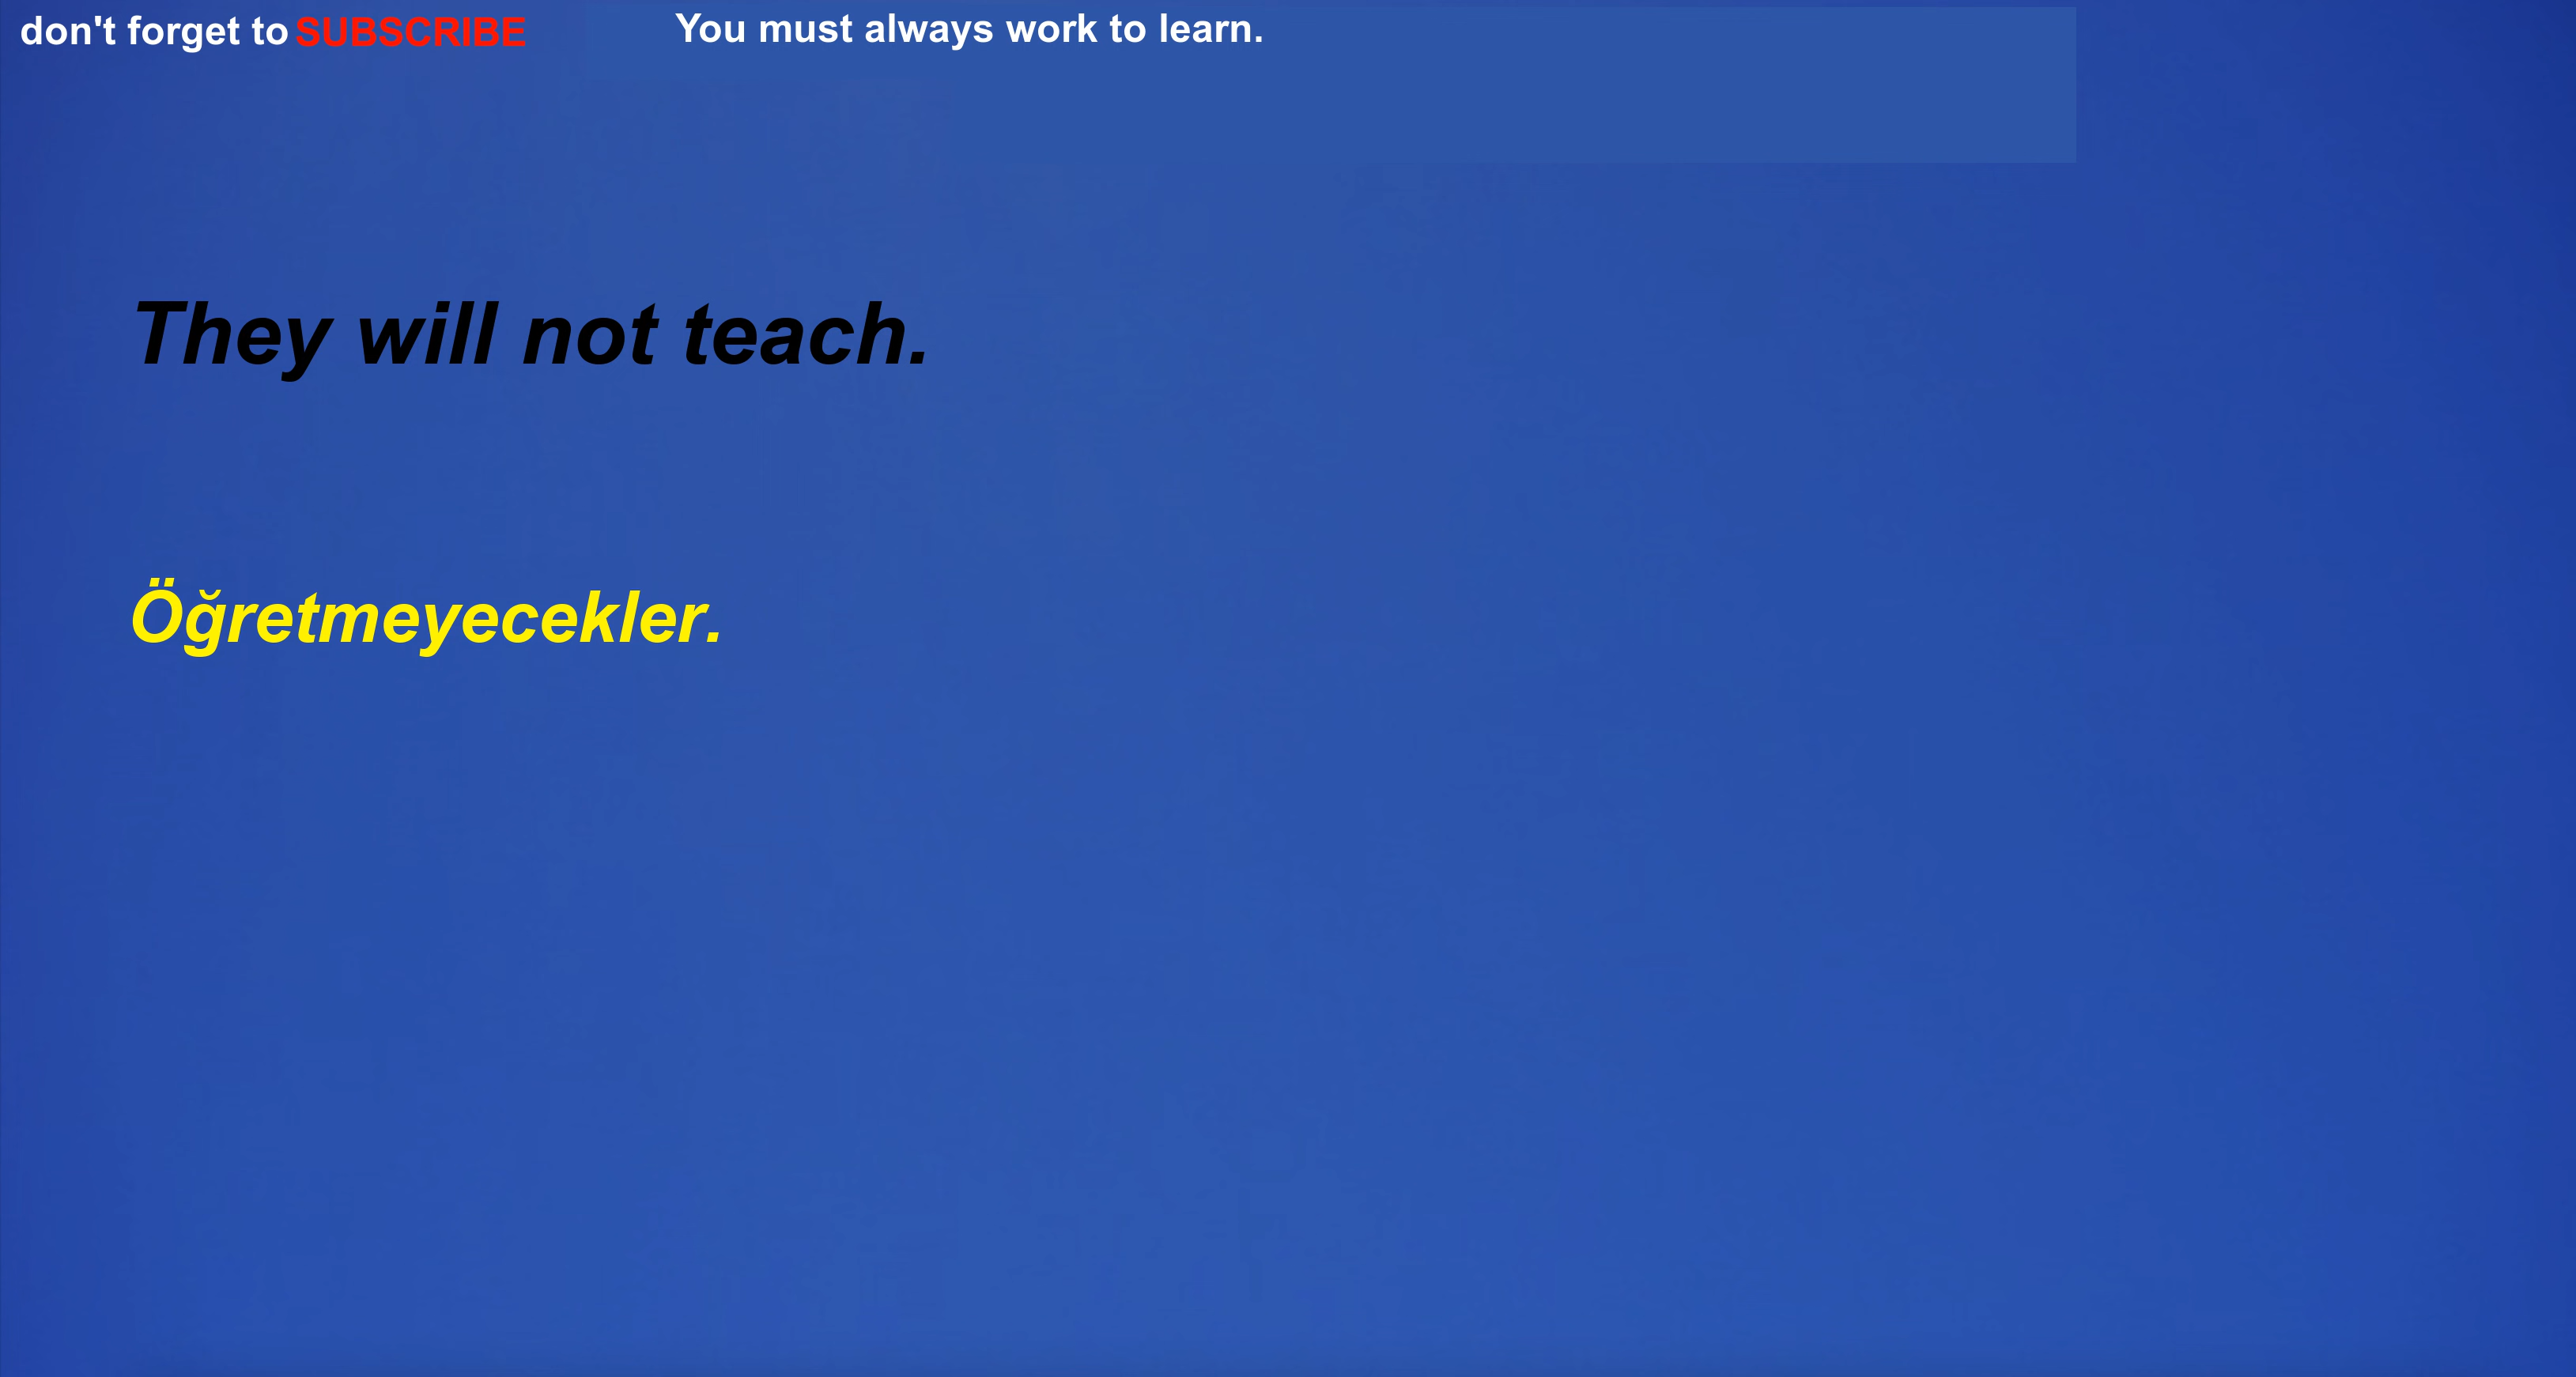 don't forget to SUBSCRIBE
You must always work to learn.
They will not teach.
Öğretmeyecekler.